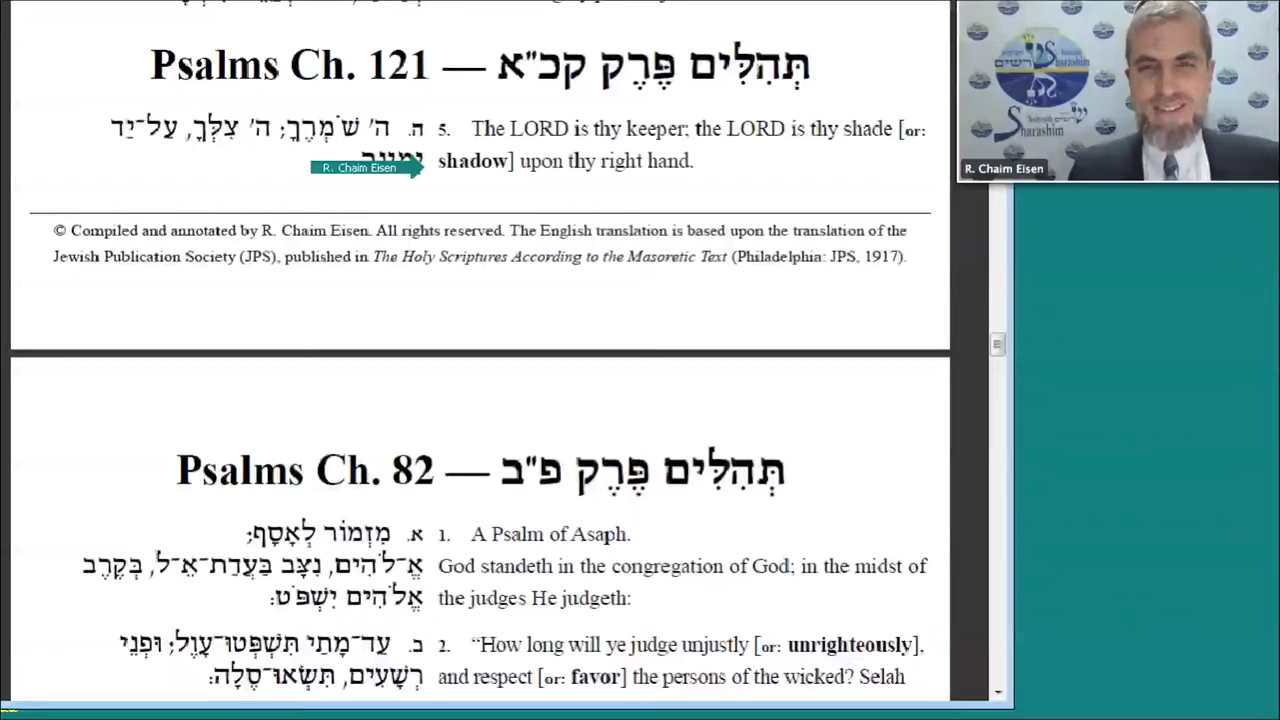 Psalms Ch. 121 — תְּהִלִּים פֶּרֶק קכ"א
ה. ה' שֹׁמְרֶךָ; ה' צִלְּךָ, עַל־יַד
5. The LORD is thy keeper; the LORD is thy shade [or:
shadow] upon thy right hand.
R. Chaim Eisen
R. Chaim Eisen
© Compiled and annotated by R. Chaim Eisen. All rights reserved. The English translation is based upon the translation of the
Jewish Publication Society (JPS), published in The Holy Scriptures According to the Masoretic Text (Philadelphia: JPS, 1917).
Psalms Ch. 82 — תְּהִלִּים פֶּרֶק פ"ב
א. מִזְמוֹר לְאָסָף;
אֱ־לֹהִים, נִצָּב בַּעֲדַת־אֵ־ל, בְּקֶרֶב
אֱלֹהִים יִשְׁפֹּט:
1. A Psalm of Asaph.
God standeth in the congregation of God; in the midst of
the judges He judgeth:
ב. עַד־מָתַי תִּשְׁפְּטוּ־עָוֶל; וּפְנֵי
רְשָׁעִים, תִּשְׂאוּ־סֶלָה:
2. “How long will ye judge unjustly [or: unrighteously],
and respect [or: favor] the persons of the wicked? Selah
שרשים
Sharashim